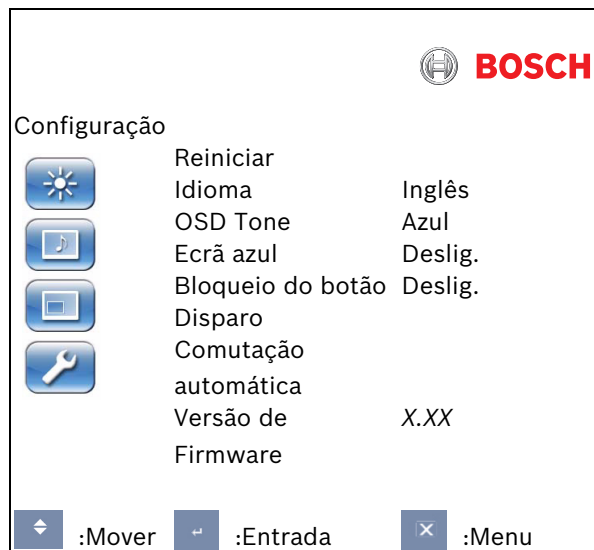 BOSCH
Configuração
Reiniciar
Idioma Inglês
OSD Tone Azul
Ecrã azul Deslig.
Bloqueio do botão Deslig.
Disparo
Comutação
automática
Versão de X.XX
Firmware
:Mover :Entrada :Menu